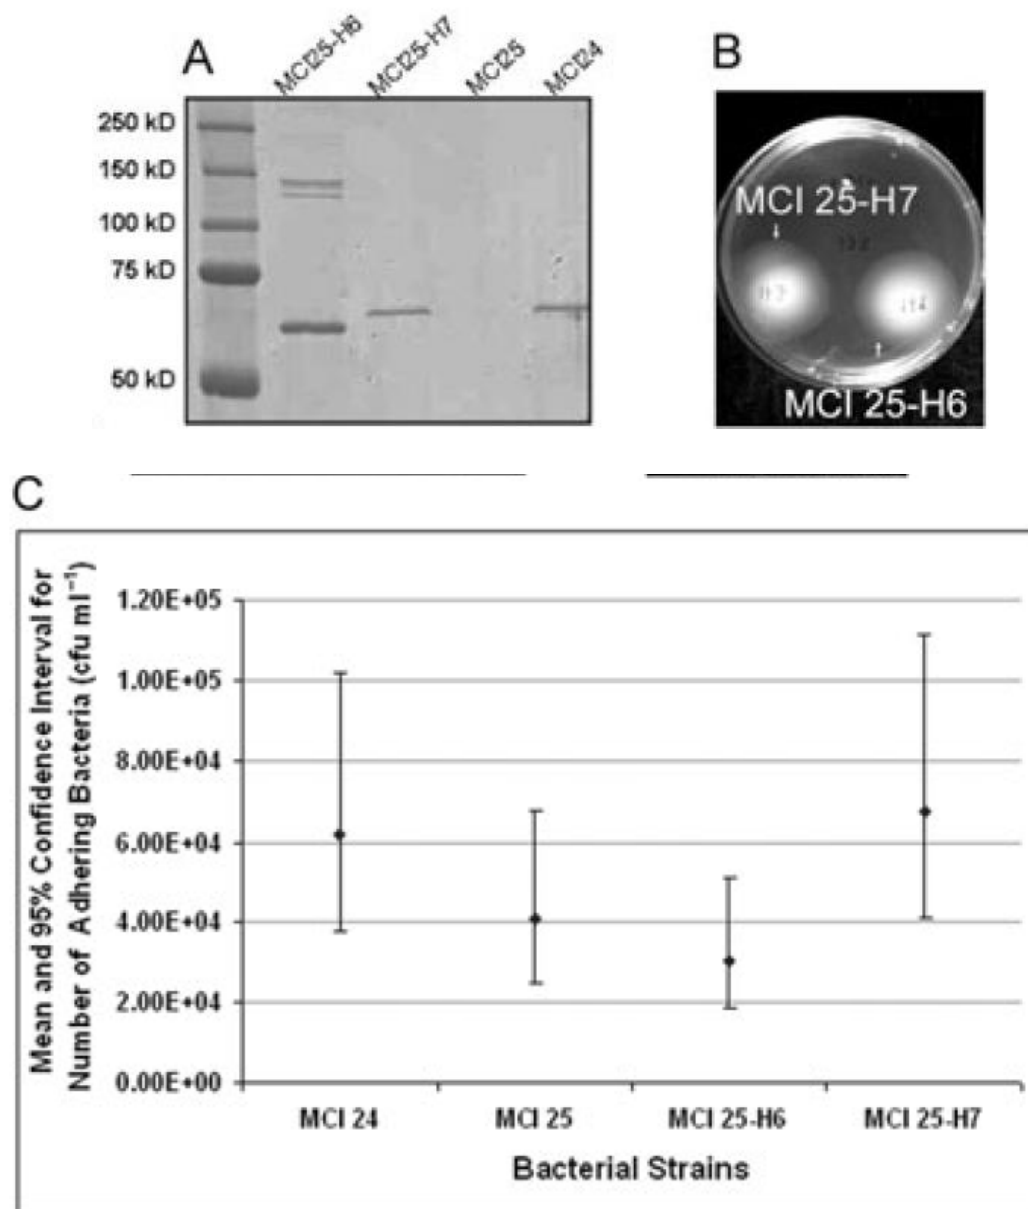 A
MCI25-H6
MCI25-H7
MCI25
MCI24
250 kD
150 kD
100 kD
75 kD
50 kD
B
MCI 25-H7
MCI 25-H6
C
Mean and 95% Confidence Interval for
Number of Adhering Bacteria (cfu ml⁻¹)
1.20E+05
1.00E+05
8.00E+04
6.00E+04
4.00E+04
2.00E+04
0.00E+00
MCI 24
MCI 25
MCI 25-H6
MCI 25-H7
Bacterial Strains